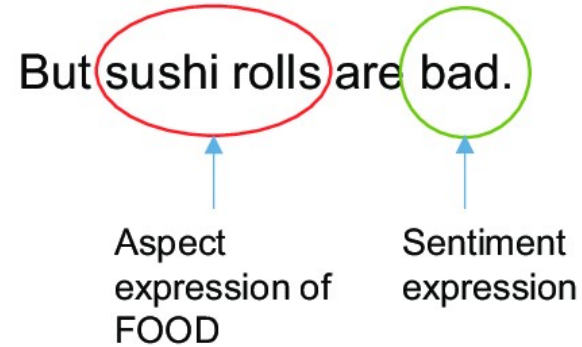 But sushi rolls are bad.
Aspect
expression of
FOOD
Sentiment
expression